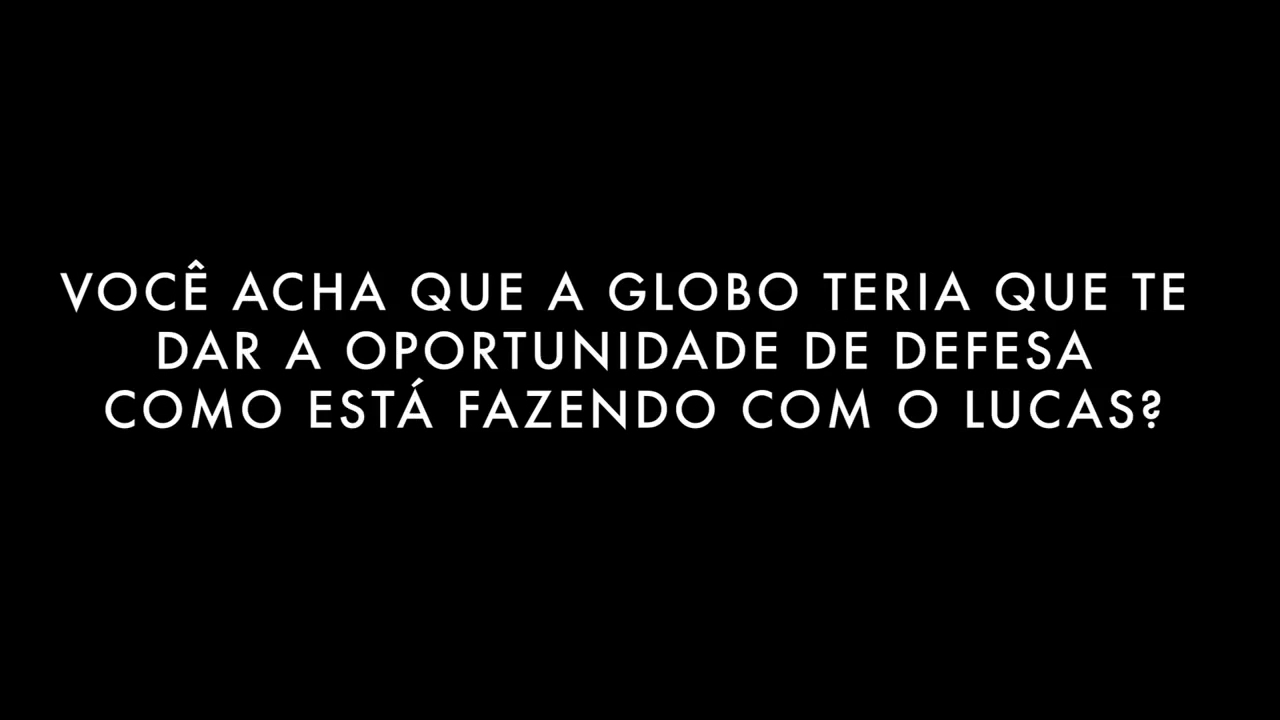 VOCÊ ACHA QUE A GLOBO TERIA QUE TE
DAR A OPORTUNIDADE DE DEFESA
COMO ESTÁ FAZENDO COM O LUCAS?